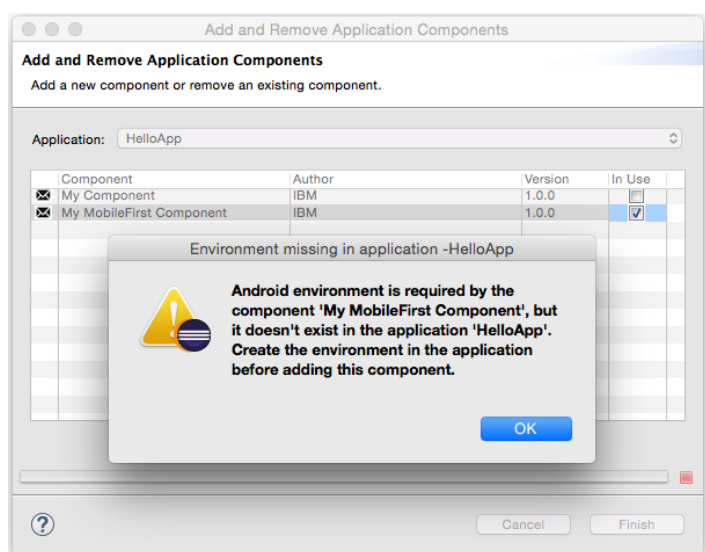 Add and Remove Application Components
Add and Remove Application Components
Add a new component or remove an existing component.
Application: HelloApp
Component Author Version In Use
My Component IBM 1.0.0
My MobileFirst Component IBM 1.0.0
Environment missing in application -HelloApp
Android environment is required by the
component 'My MobileFirst Component', but
it doesn't exist in the application 'HelloApp'.
Create the environment in the application
before adding this component.
OK
?
Cancel Finish